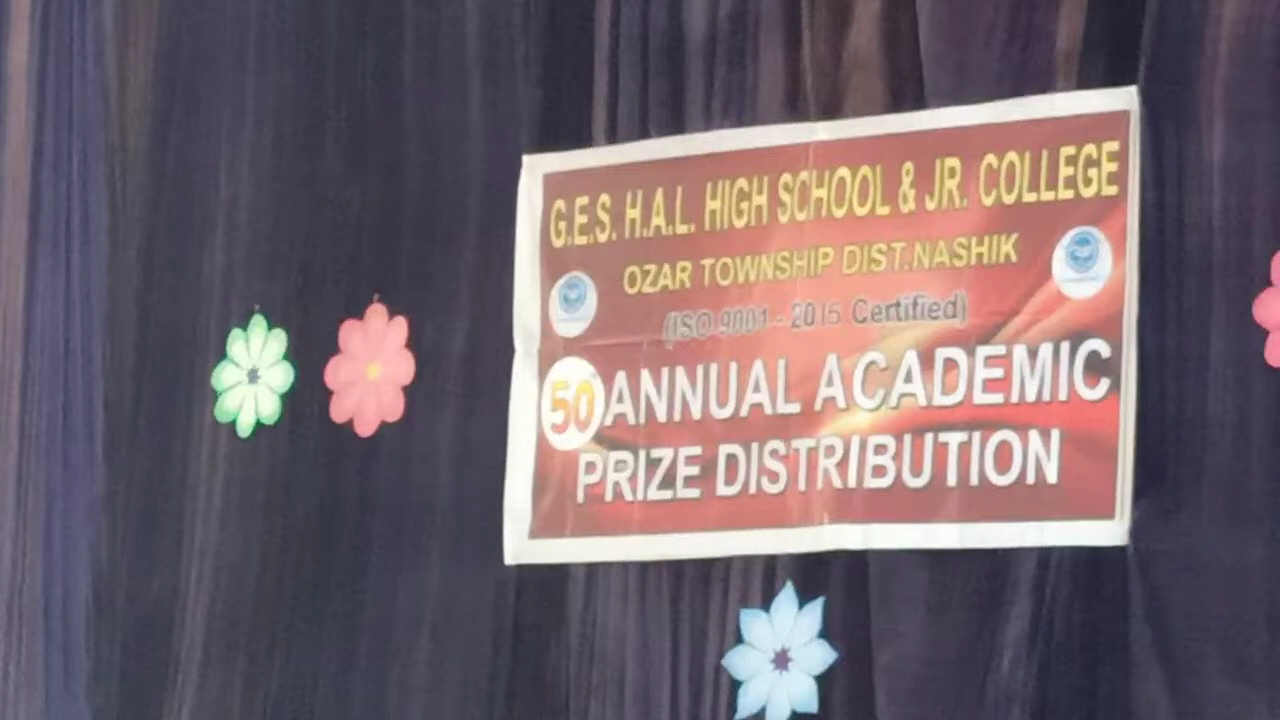 G.E.S. H.A.L. HIGH SCHOOL & JR. COLLEGE
OZAR TOWNSHIP DIST.NASHIK
(ISO 9001 - 2015 Certified)
50 ANNUAL ACADEMIC
PRIZE DISTRIBUTION